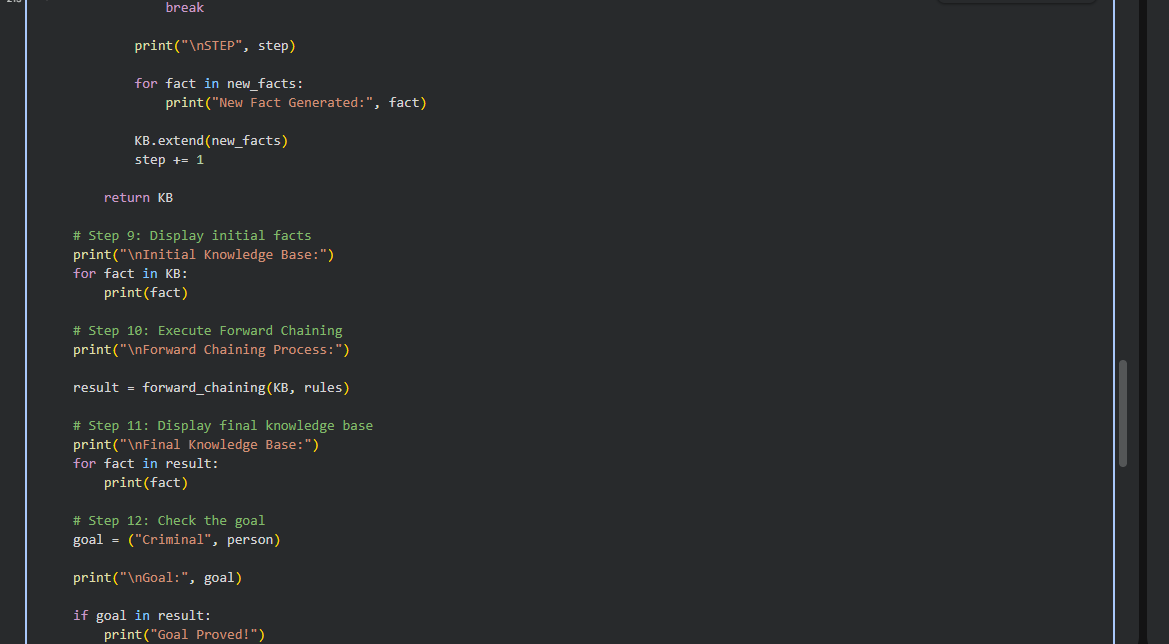 break
print("\nSTEP", step)
for fact in new_facts:
print("New Fact Generated:", fact)
KB.extend(new_facts)
step += 1
return KB
# Step 9: Display initial facts
print("\nInitial Knowledge Base:")
for fact in KB:
print(fact)
# Step 10: Execute Forward Chaining
print("\nForward Chaining Process:")
result = forward_chaining(KB, rules)
# Step 11: Display final knowledge base
print("\nFinal Knowledge Base:")
for fact in result:
print(fact)
# Step 12: Check the goal
goal = ("Criminal", person)
print("\nGoal:", goal)
if goal in result:
print("Goal Proved!")